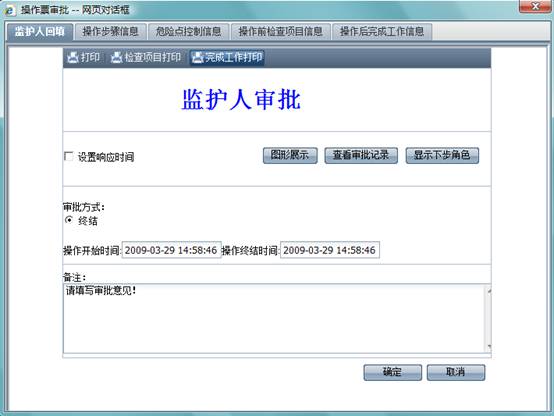 操作票审批 -- 网页对话框
监护人回填 操作步骤信息 危险点控制信息 操作前检查项目信息 操作后完成工作信息
打印 检查项目打印 完成工作打印
监护人审批
设置响应时间 图形展示 查看审批记录 显示下步角色
审批方式:
终结
操作开始时间: 2009-03-29 14:58:46 操作终结时间: 2009-03-29 14:58:46
备注:
请填写审批意见!
确定 取消